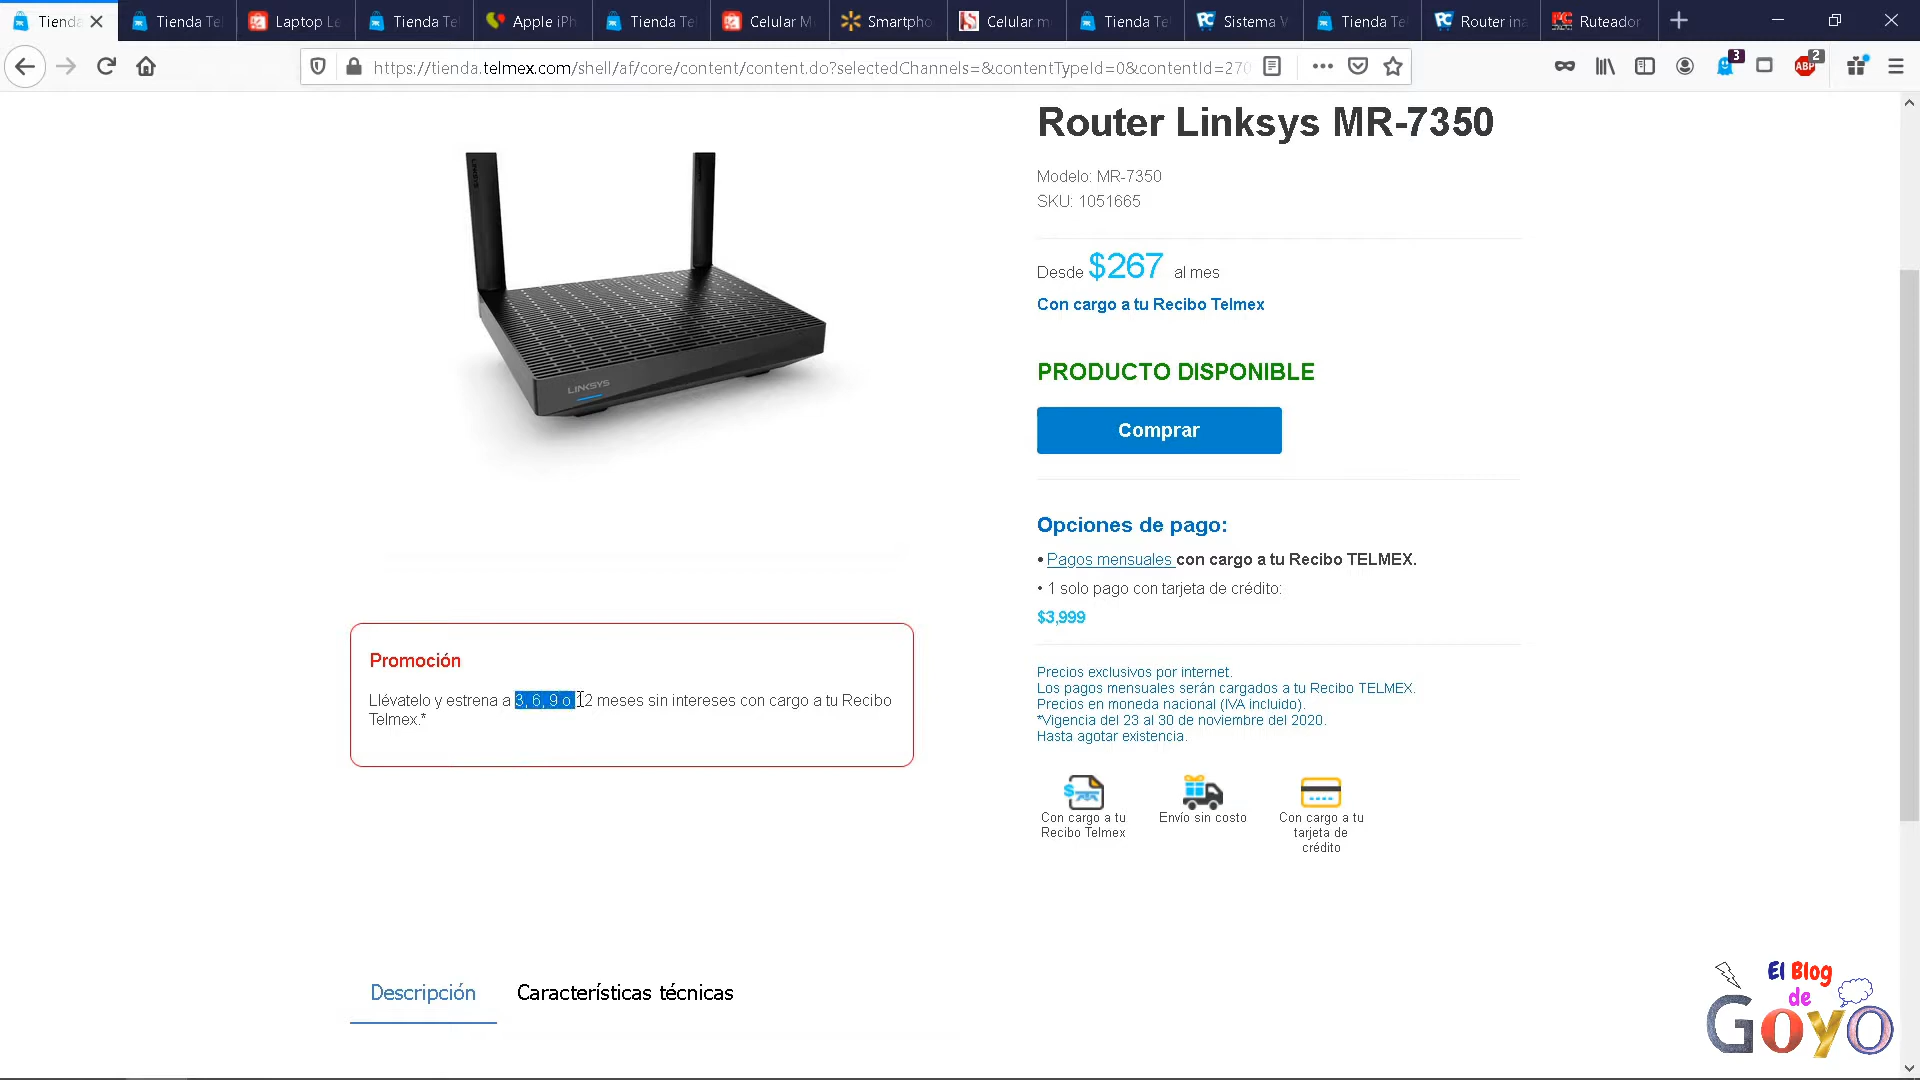 Tienda
Tienda Te
Laptop Le
Tienda Te
Apple iPh
Tienda Te
Celular M
Smartpho
Celular m
Tienda Te
Sistema V
Tienda Te
Router ina
Ruteador
https://tienda.telmex.com/shell/af/core/content/content.do?selectedChannels=&contentTypeId=0&contentId=270
3
ABP
2
Router Linksys MR-7350
Modelo: MR-7350
SKU: 1051665
Desde $267 al mes
Con cargo a tu Recibo Telmex
PRODUCTO DISPONIBLE
Comprar
LINKSYS
Opciones de pago:
• Pagos mensuales con cargo a tu Recibo TELMEX.
• 1 solo pago con tarjeta de crédito:
$3,999
Promoción
Llévatelo y estrena a 3, 6, 9 o 12 meses sin intereses con cargo a tu Recibo
Telmex.*
Precios exclusivos por internet.
Los pagos mensuales serán cargados a tu Recibo TELMEX.
Precios en moneda nacional (IVA incluido).
*Vigencia del 23 al 30 de noviembre del 2020.
Hasta agotar existencia.
Con cargo a tu
Recibo Telmex
Envío sin costo
Con cargo a tu
tarjeta de
crédito
Descripción
Características técnicas
El Blog
de
GOyO